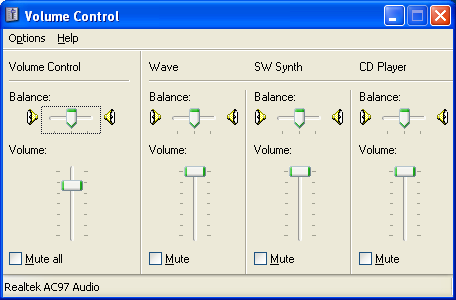 Volume Control
Options Help
Volume Control Wave SW Synth CD Player
Balance: Balance: Balance: Balance:
Volume: Volume: Volume: Volume:
Mute all Mute Mute Mute
Realtek AC97 Audio